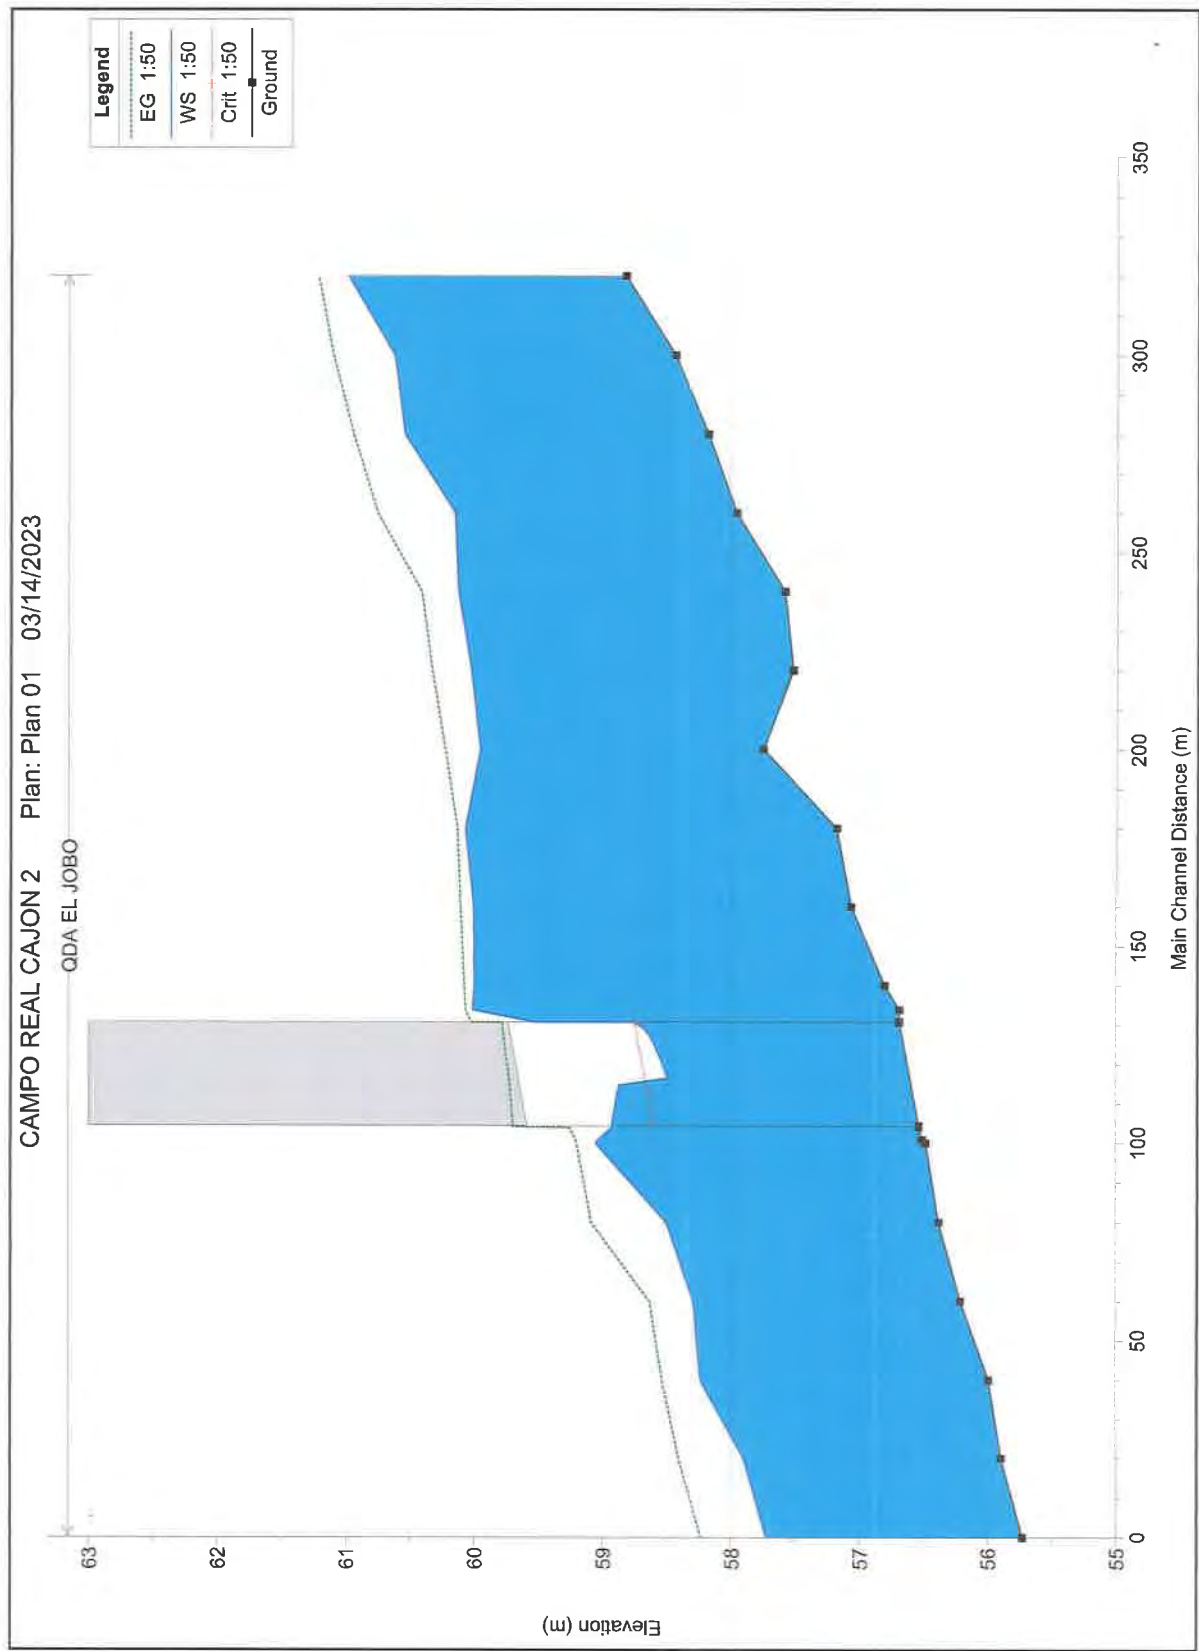 CAMPO REAL CAJON 2 Plan: Plan 01 03/14/2023
QDA EL JOBO
Legend
EG 1:50
WS 1:50
Crit 1:50
Ground
63
62
61
60
59
58
57
56
55
Elevation (m)
0
50
100
150
200
250
300
350
Main Channel Distance (m)